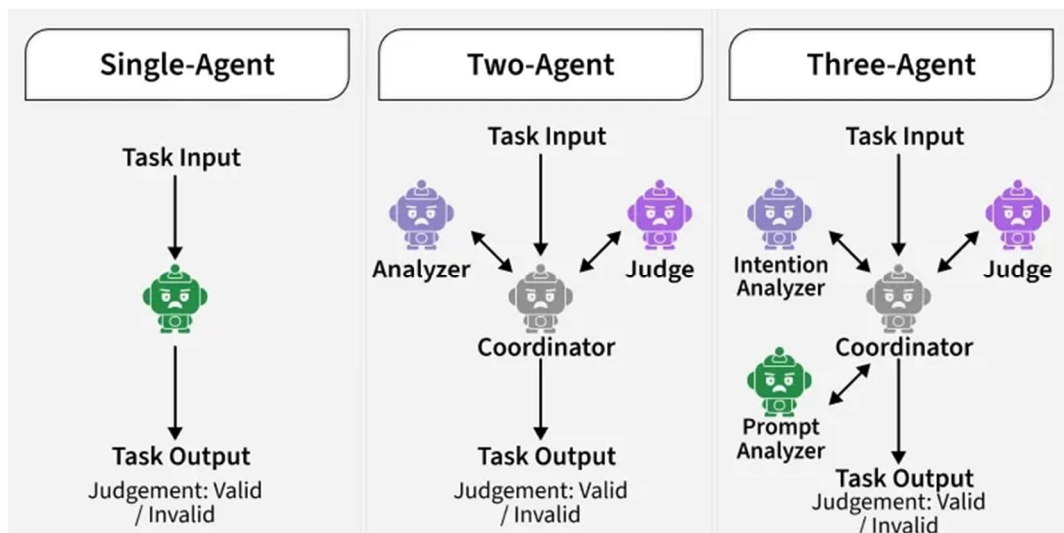 Single-Agent
Task Input
Task Output
Judgement: Valid
/ Invalid
Two-Agent
Task Input
Analyzer
Judge
Coordinator
Task Output
Judgement: Valid
/ Invalid
Three-Agent
Task Input
Intention
Analyzer
Judge
Coordinator
Prompt
Analyzer
Task Output
Judgement: Valid
/ Invalid